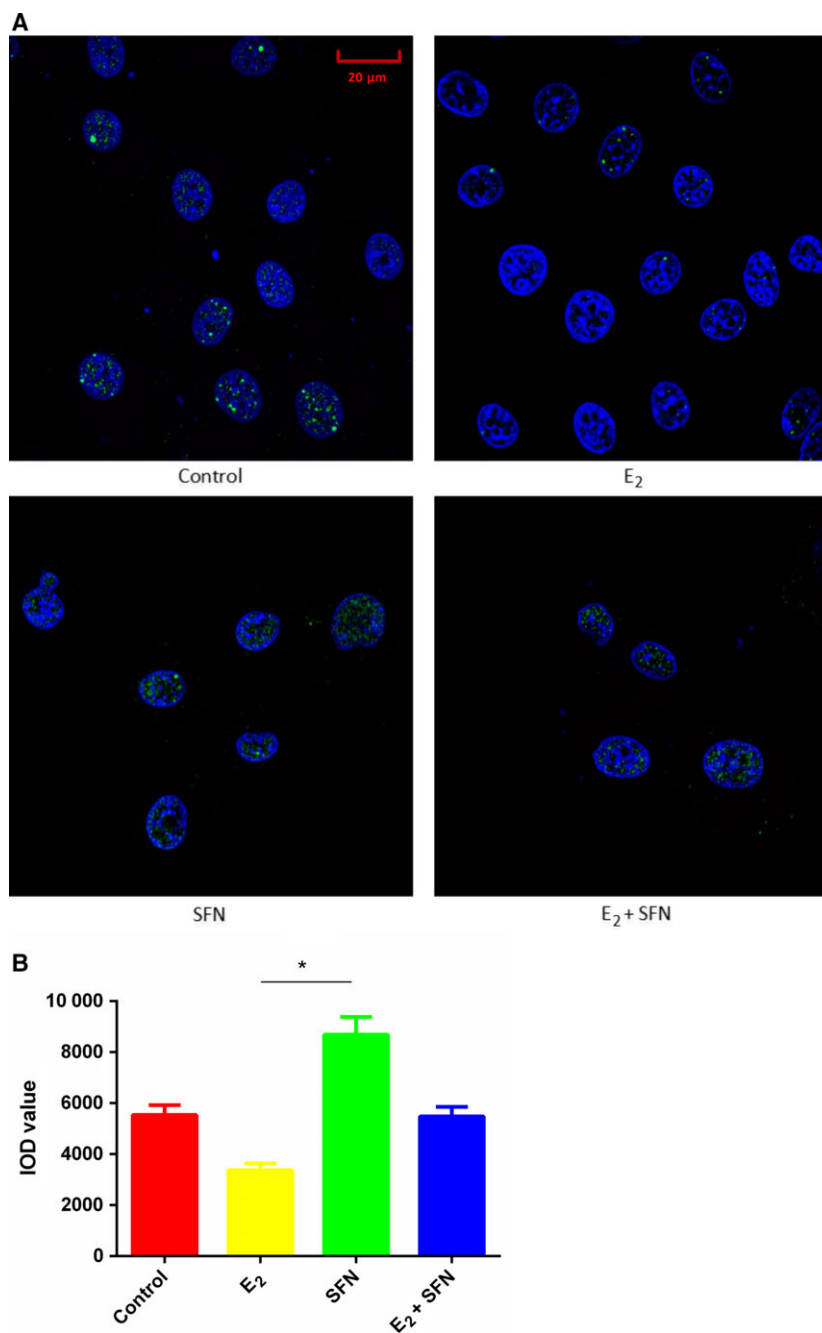 A
20 µm
Control
E₂
SFN
E₂ + SFN
B
*
10 000
8000
6000
4000
2000
0
IOD value
Control
E₂
SFN
E₂ + SFN